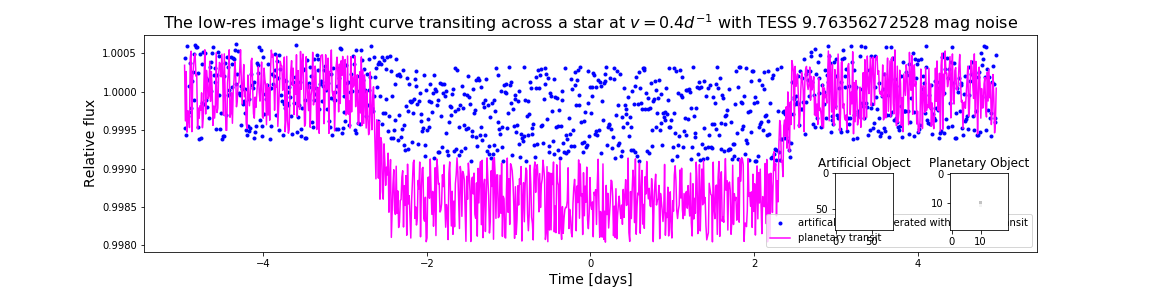 The low-res image's light curve transiting across a star at v = 0.4d⁻¹ with TESS 9.76356272528 mag noise
Relative flux
1.0005
1.0000
0.9995
0.9990
0.9985
0.9980
−4
−2
0
2
4
Time [days]
Artificial Object
0
50
0
50
Planetary Object
0
10
0
10
erated with
planetary transit